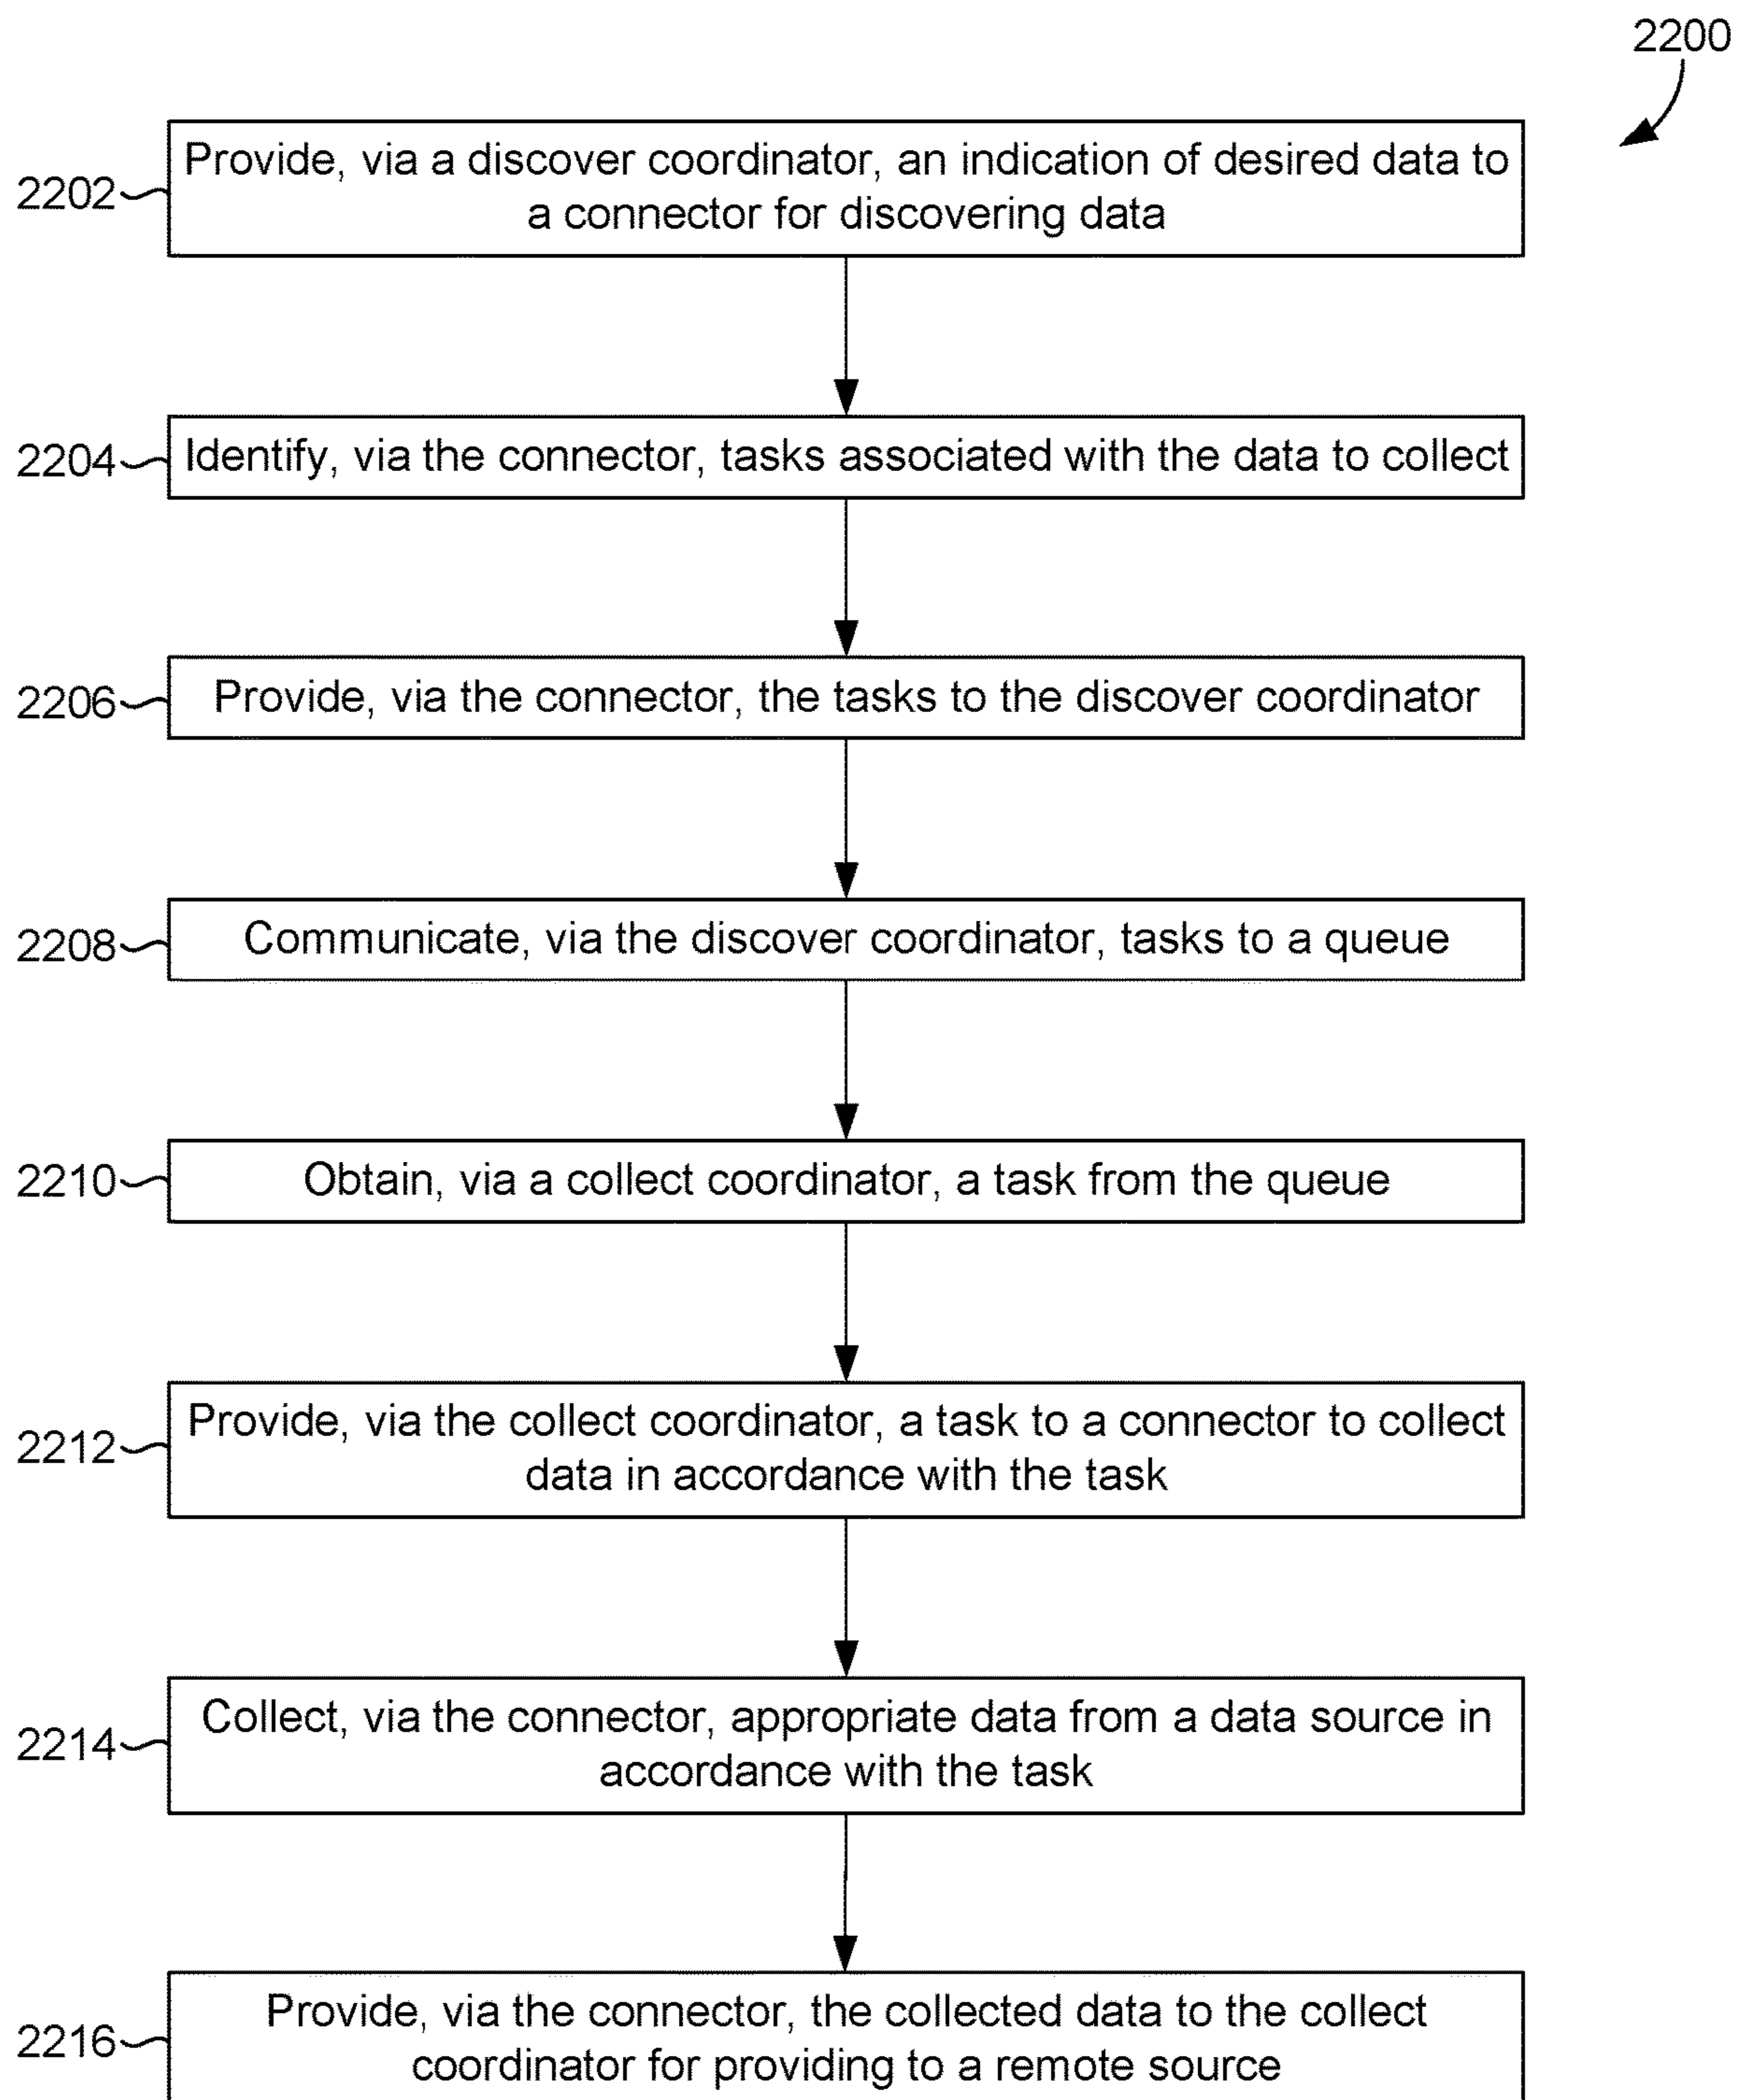 2200
Provide, via a discover coordinator, an indication of desired data to
a connector for discovering data
2202
Identify, via the connector, tasks associated with the data to collect
2204
Provide, via the connector, the tasks to the discover coordinator
2206
Communicate, via the discover coordinator, tasks to a queue
2208
Obtain, via a collect coordinator, a task from the queue
2210
Provide, via the collect coordinator, a task to a connector to collect
data in accordance with the task
2212
Collect, via the connector, appropriate data from a data source in
accordance with the task
2214
Provide, via the connector, the collected data to the collect
coordinator for providing to a remote source
2216